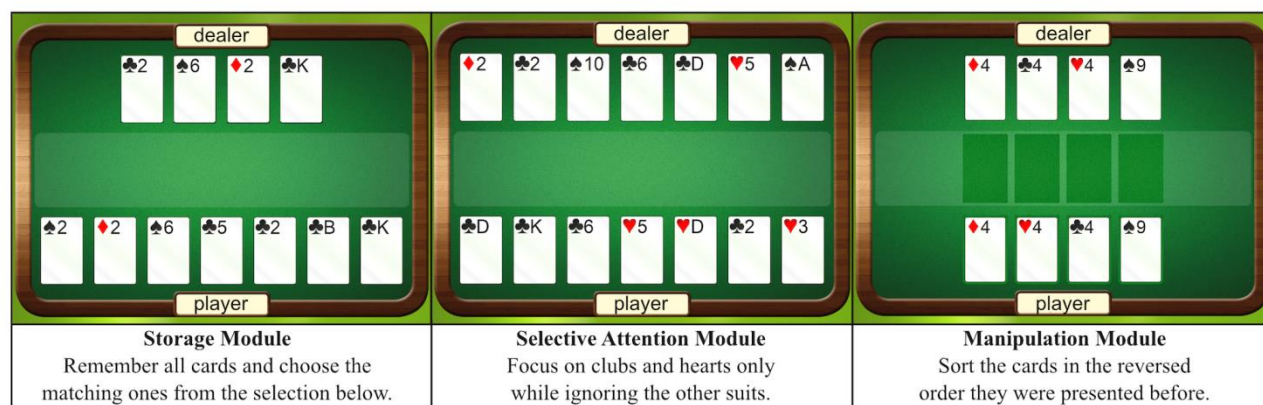 dealer
♣2 ♠6 ♦2 ♣K
♠2 ♦2 ♠6 ♣5 ♣2 ♣B ♣K
player
Storage Module
Remember all cards and choose the
matching ones from the selection below.
dealer
♦2 ♣2 ♠10 ♣6 ♣D ♥5 ♠A
♣D ♣K ♣6 ♥5 ♥D ♣2 ♥3
player
Selective Attention Module
Focus on clubs and hearts only
while ignoring the other suits.
dealer
♦4 ♣4 ♥4 ♠9
♦4 ♥4 ♣4 ♠9
player
Manipulation Module
Sort the cards in the reversed
order they were presented before.